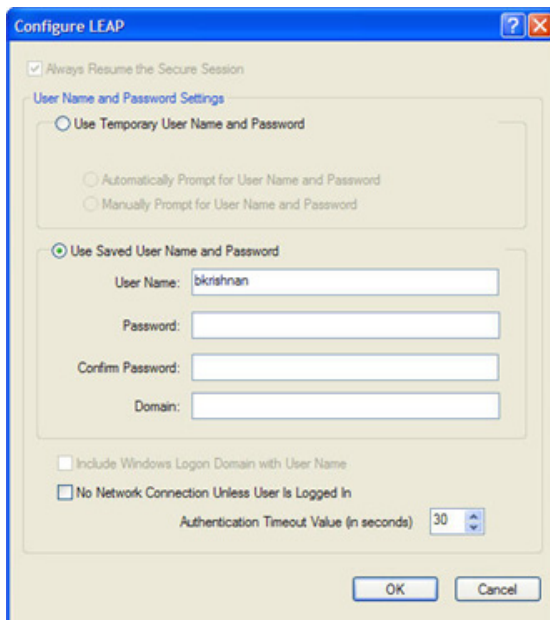 Configure LEAP
Always Resume the Secure Session
User Name and Password Settings
Use Temporary User Name and Password
Automatically Prompt for User Name and Password
Manually Prompt for User Name and Password
Use Saved User Name and Password
User Name: bkrishnan
Password:
Confirm Password:
Domain:
Include Windows Logon Domain with User Name
No Network Connection Unless User Is Logged In
Authentication Timeout Value (in seconds) 30
OK Cancel